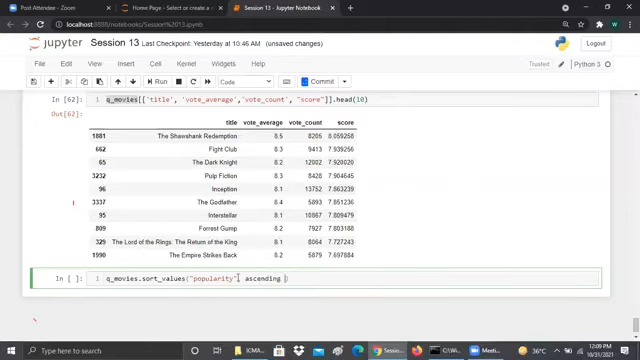 Post Attendee - Zoom
Home Page - Select or create a n
Session 13 - Jupyter Notebook
localhost:8888/notebooks/Session%2013.ipynb
jupyter Session 13 Last Checkpoint: Yesterday at 10:46 AM (unsaved changes)
Logout
File Edit View Insert Cell Kernel Widgets Help
Trusted
Python 3
Run
Code
Commit
In [62]: q_movies[['title', 'vote_average','vote_count', "score"]].head(10)
Out[62]:
title vote_average vote_count score
1881 The Shawshank Redemption 8.5 8205 8.059258
662 Fight Club 8.3 9413 7.939256
65 The Dark Knight 8.2 12002 7.920020
3232 Pulp Fiction 8.3 8428 7.904645
96 Inception 8.1 13752 7.863239
3337 The Godfather 8.4 5893 7.851236
95 Interstellar 8.1 10867 7.809479
809 Forrest Gump 8.2 7927 7.803188
329 The Lord of the Rings: The Return of the King 8.1 8064 7.727243
1990 The Empire Strikes Back 8.2 5879 7.697884
In [ ]: 1 q_movies.sort_values("popularity", ascending )
Type here to search
ICMA
Sessi
C:\Wi
Meeti
36°C
12:09 PM
10/31/2021